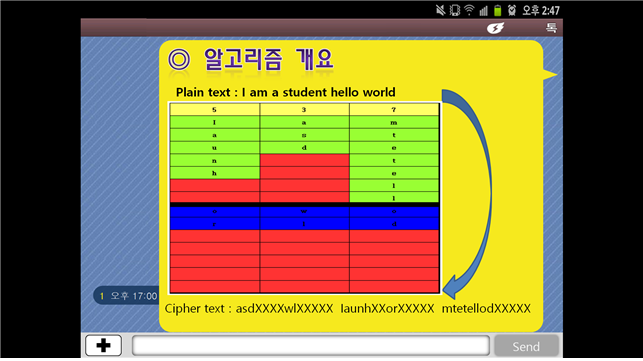 오후 2:47
톡
◎ 알고리즘 개요
Plain text : I am a student hello world
5 3 7
I a m
a s t
u d e
n t
h e
l
l
1 오후 17:00
Cipher text : asdXXXXwlXXXXX IaunhXXorXXXXX mtetellodXXXXX
Send